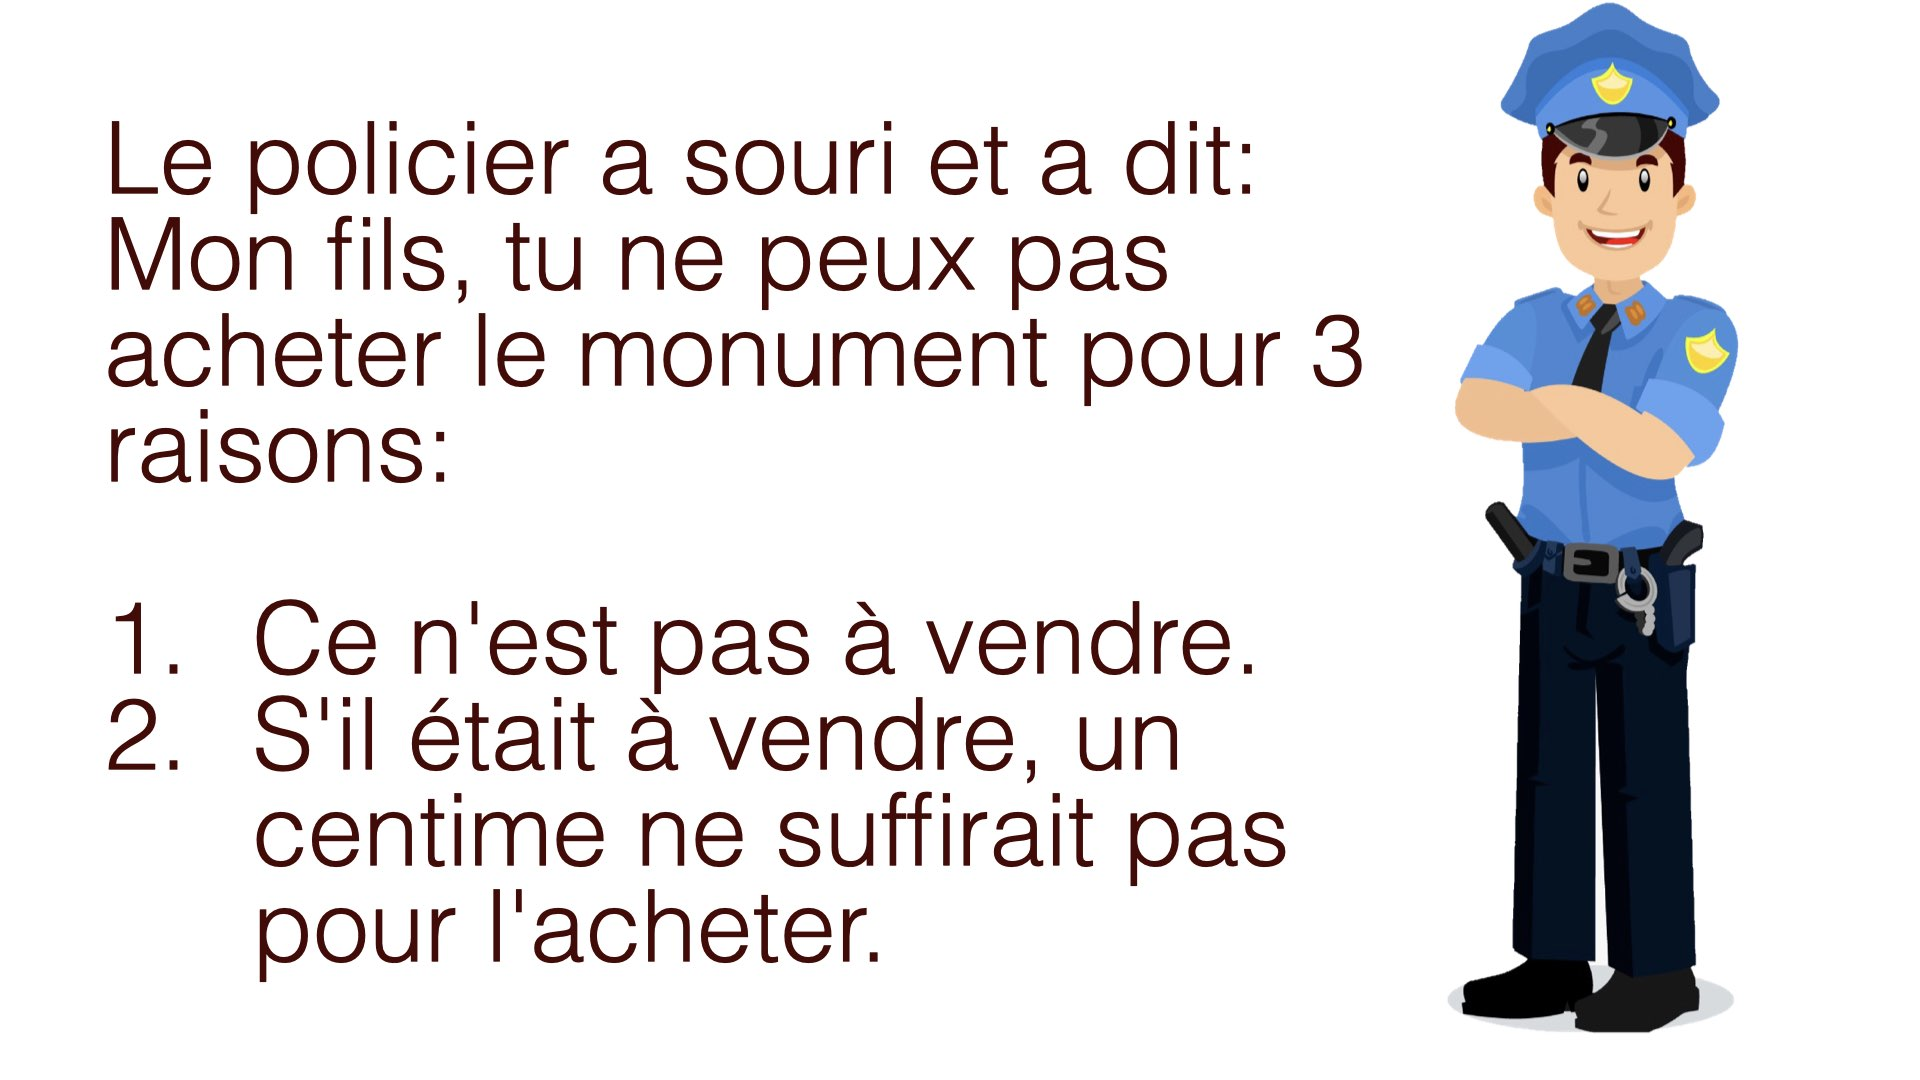 Le policier a souri et a dit:
Mon fils, tu ne peux pas
acheter le monument pour 3
raisons:
1. Ce n'est pas à vendre.
2. S'il était à vendre, un
centime ne suffirait pas
pour l'acheter.